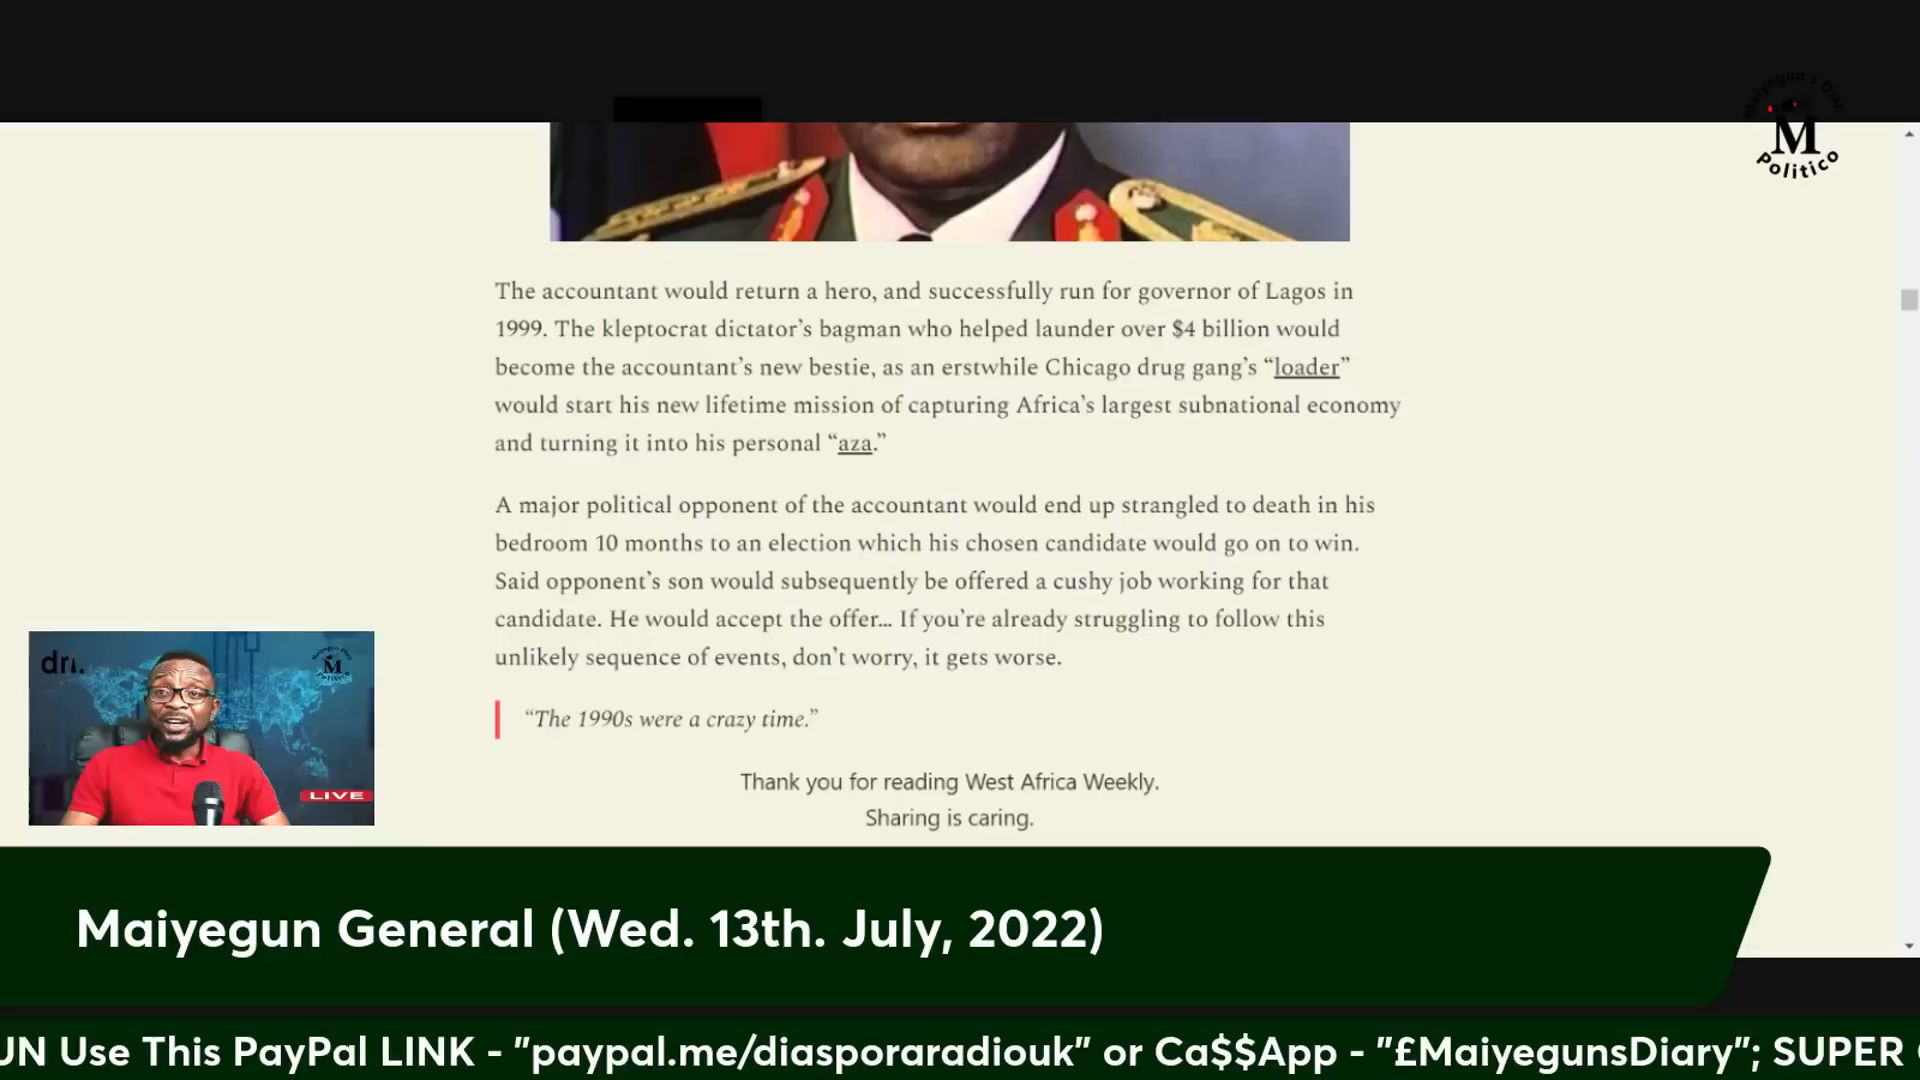 Maiyegun's Diary
M
Politico
The accountant would return a hero, and successfully run for governor of Lagos in
1999. The kleptocrat dictator’s bagman who helped launder over $4 billion would
become the accountant’s new bestie, as an erstwhile Chicago drug gang’s “loader”
would start his new lifetime mission of capturing Africa’s largest subnational economy
and turning it into his personal “aza.”
A major political opponent of the accountant would end up strangled to death in his
bedroom 10 months to an election which his chosen candidate would go on to win.
Said opponent’s son would subsequently be offered a cushy job working for that
candidate. He would accept the offer... If you’re already struggling to follow this
unlikely sequence of events, don’t worry, it gets worse.
“The 1990s were a crazy time.”
Thank you for reading West Africa Weekly.
Sharing is caring.
M
Politico
LIVE
Maiyegun General (Wed. 13th. July, 2022)
UN Use This PayPal LINK - "paypal.me/diasporaradiouk" or Ca$$App - "£MaiyegunsDiary"; SUPER